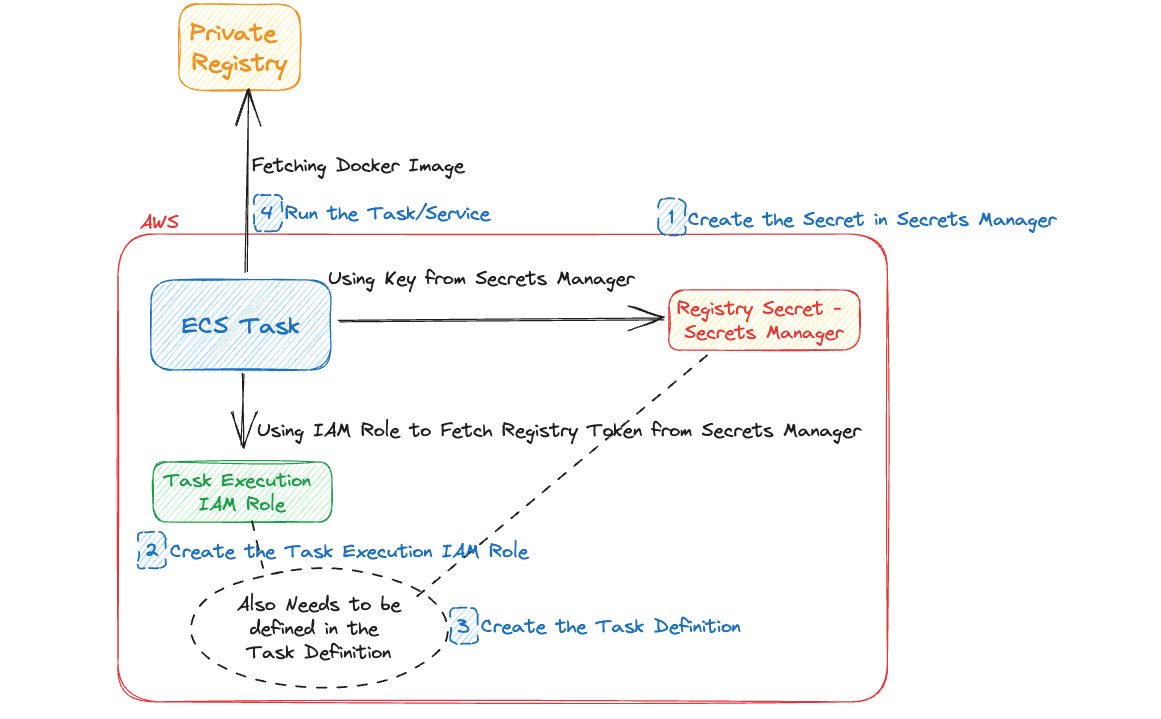 Private
Registry
Fetching Docker Image
4 Run the Task/Service
1 Create the Secret in Secrets Manager
AWS
Using Key from Secrets Manager
ECS Task
Registry Secret -
Secrets Manager
Using IAM Role to Fetch Registry Token from Secrets Manager
Task Execution
IAM Role
2 Create the Task Execution IAM Role
Also Needs to be
defined in the
Task Definition
3 Create the Task Definition